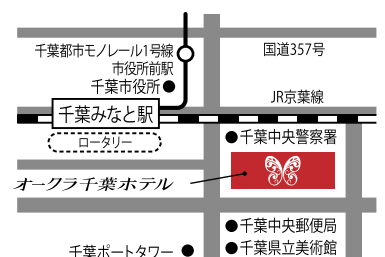 千葉都市モノレール1号線
市役所前駅
国道357号
千葉市役所
JR京葉線
千葉みなと駅
ロータリー
千葉中央警察署
オークラ千葉ホテル
千葉中央郵便局
千葉県立美術館
千葉ポートタワー